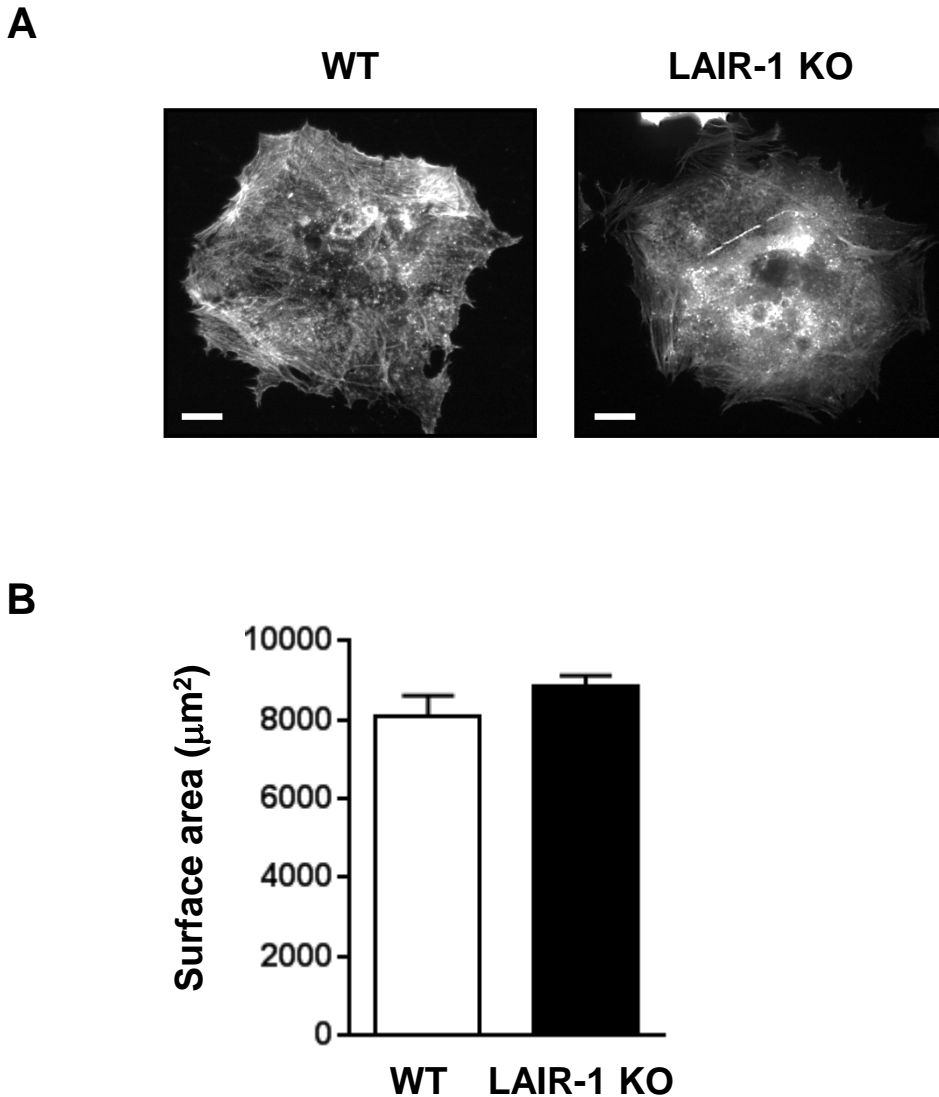 A
WT LAIR-1 KO
B
Surface area (μm²)
10000
8000
6000
4000
2000
0
WT LAIR-1 KO